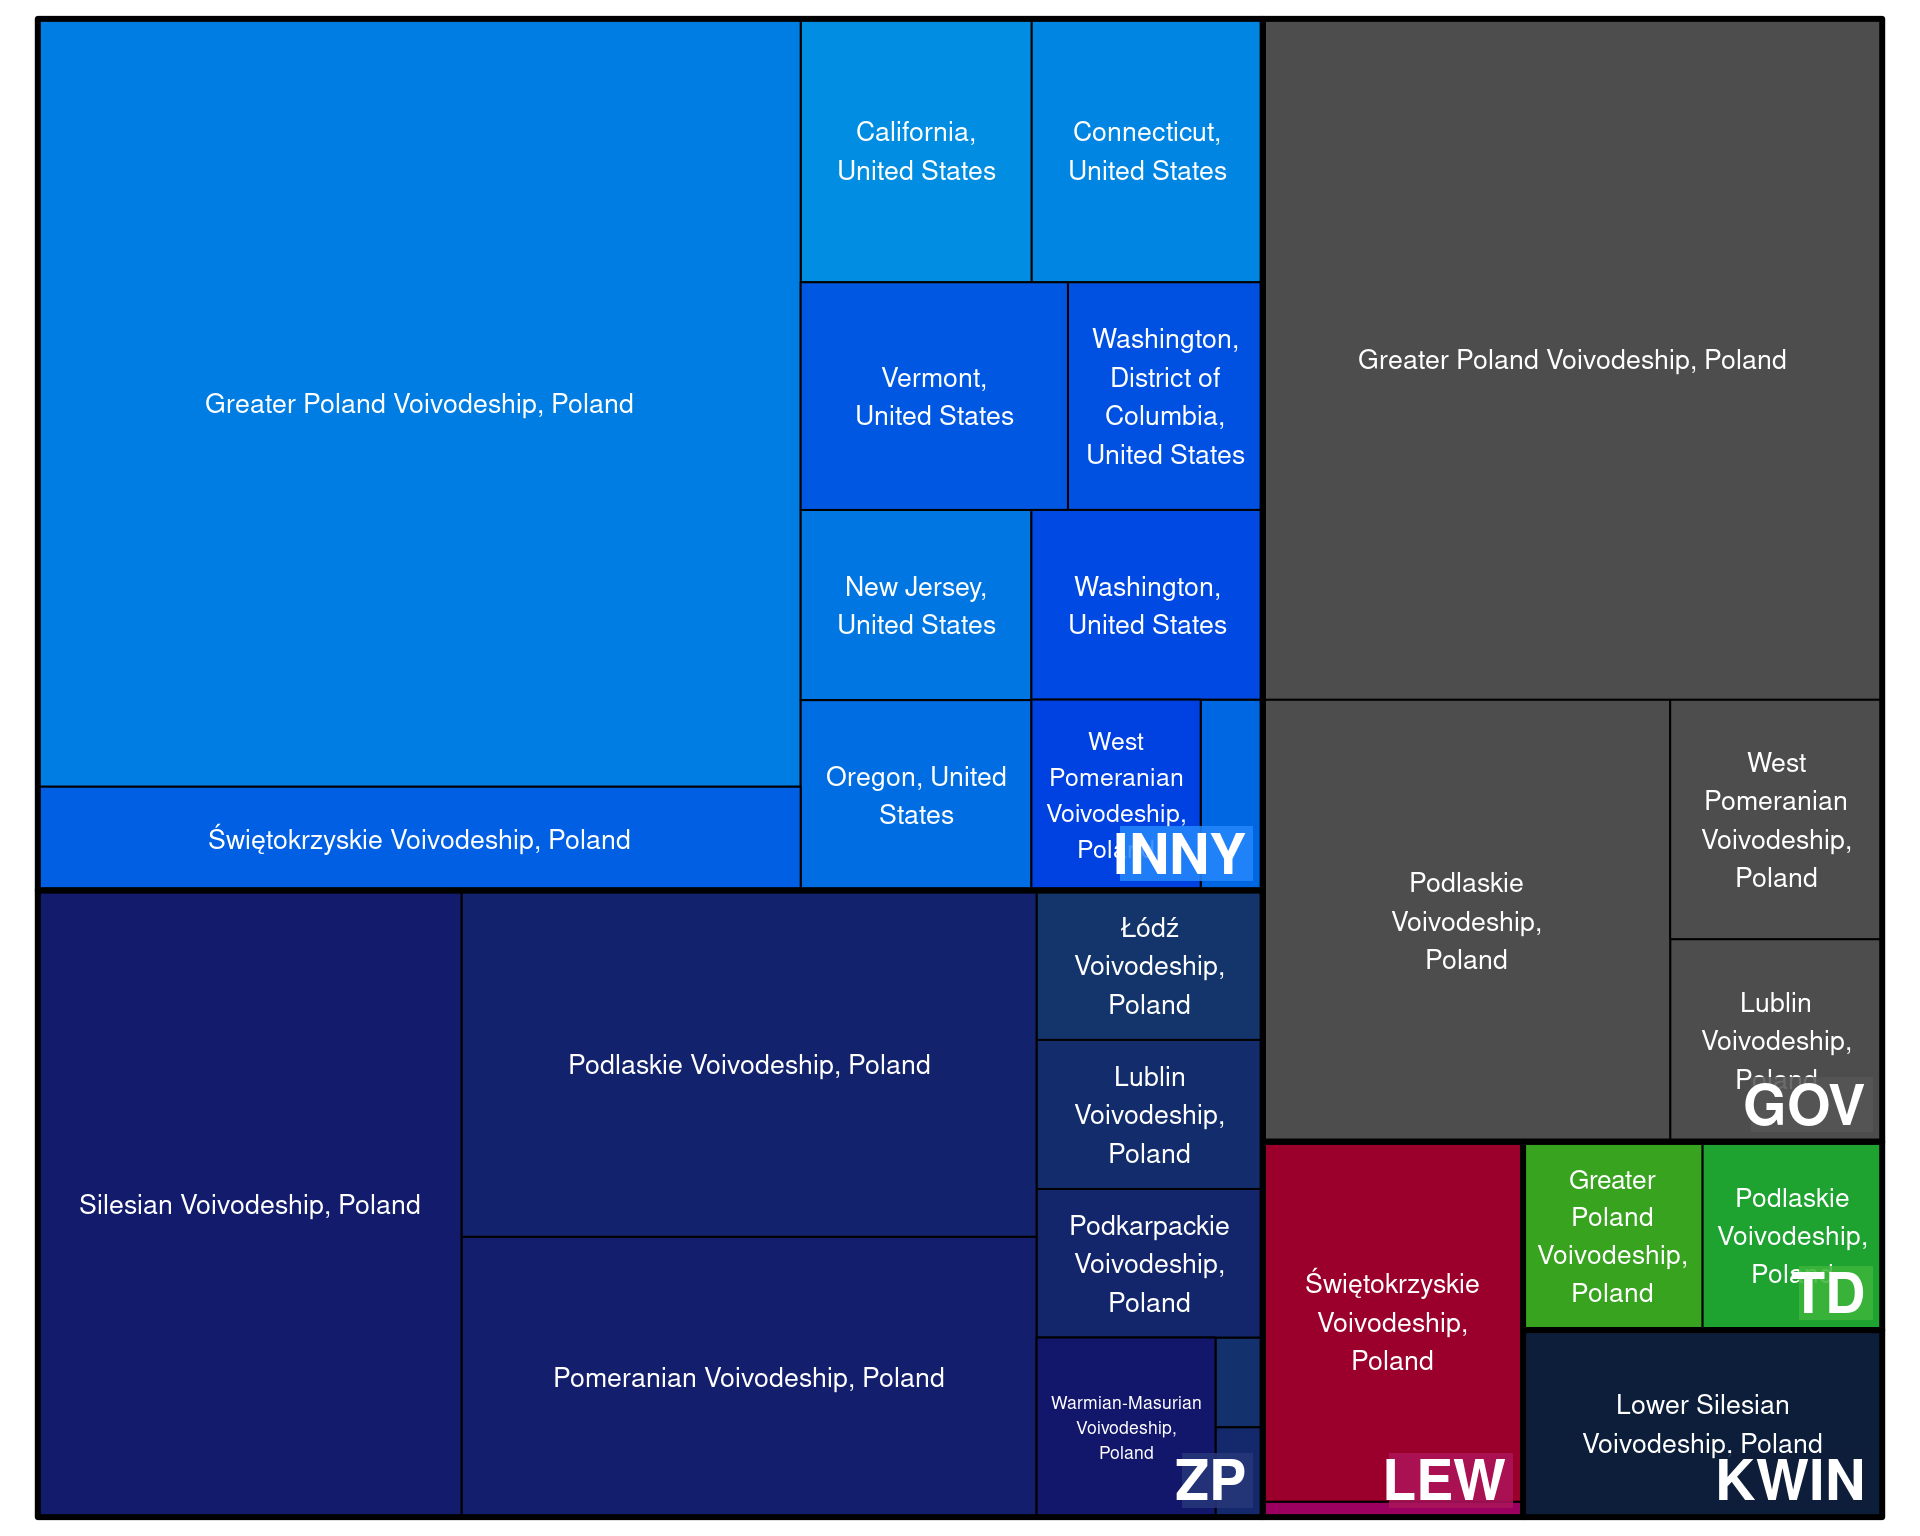 Greater Poland Voivodeship, Poland
Świętokrzyskie Voivodeship, Poland
California,
United States
Connecticut,
United States
Vermont,
United States
Washington,
District of
Columbia,
United States
New Jersey,
United States
Washington,
United States
Oregon, United
States
West
Pomeranian
Voivodeship,
Poland
INNY
Greater Poland Voivodeship, Poland
Podlaskie
Voivodeship,
Poland
West
Pomeranian
Voivodeship,
Poland
Lublin
Voivodeship,
Poland
GOV
Silesian Voivodeship, Poland
Podlaskie Voivodeship, Poland
Pomeranian Voivodeship, Poland
Łódź
Voivodeship,
Poland
Lublin
Voivodeship,
Poland
Podkarpackie
Voivodeship,
Poland
Warmian-Masurian
Voivodeship,
Poland
ZP
Świętokrzyskie
Voivodeship,
Poland
LEW
Greater
Poland
Voivodeship,
Poland
Podlaskie
Voivodeship,
Poland
TD
Lower Silesian
Voivodeship, Poland
KWIN